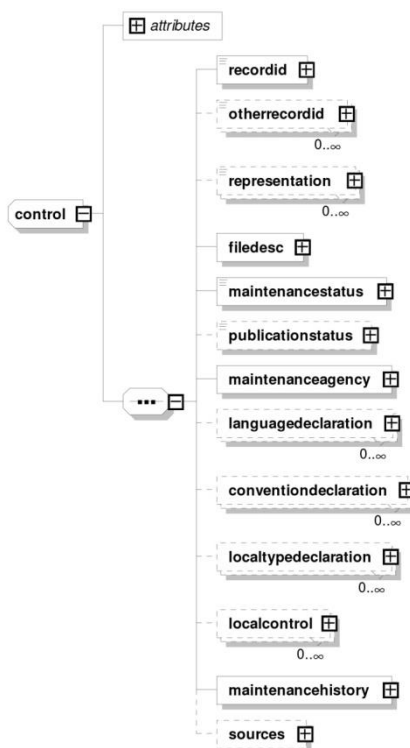 attributes
recordid
otherrecordid
0..∞
representation
0..∞
control
filedesc
maintenancestatus
publicationstatus
maintenanceagency
languagedeclaration
0..∞
conventiondeclaration
0..∞
localtypedeclaration
0..∞
localcontrol
0..∞
maintenancehistory
sources